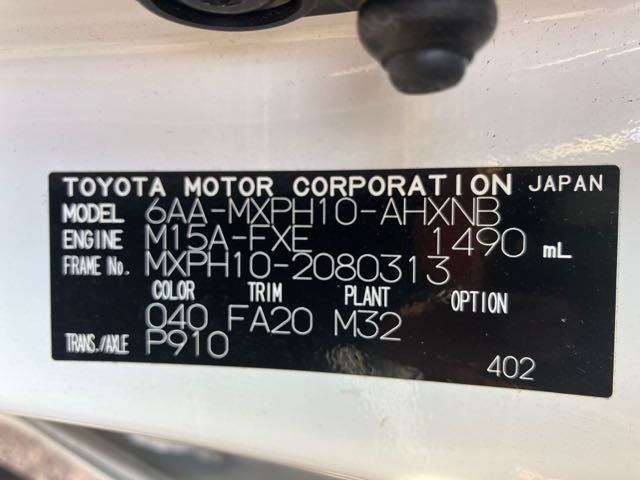 TOYOTA MOTOR CORPORATION JAPAN
MODEL 6AA-MXPH10-AHXNB
ENGINE M15A-FXE 1490 mL
FRAME No. MXPH10-2080313
COLOR TRIM PLANT OPTION
040 FA20 M32
TRANS./AXLE P910
402